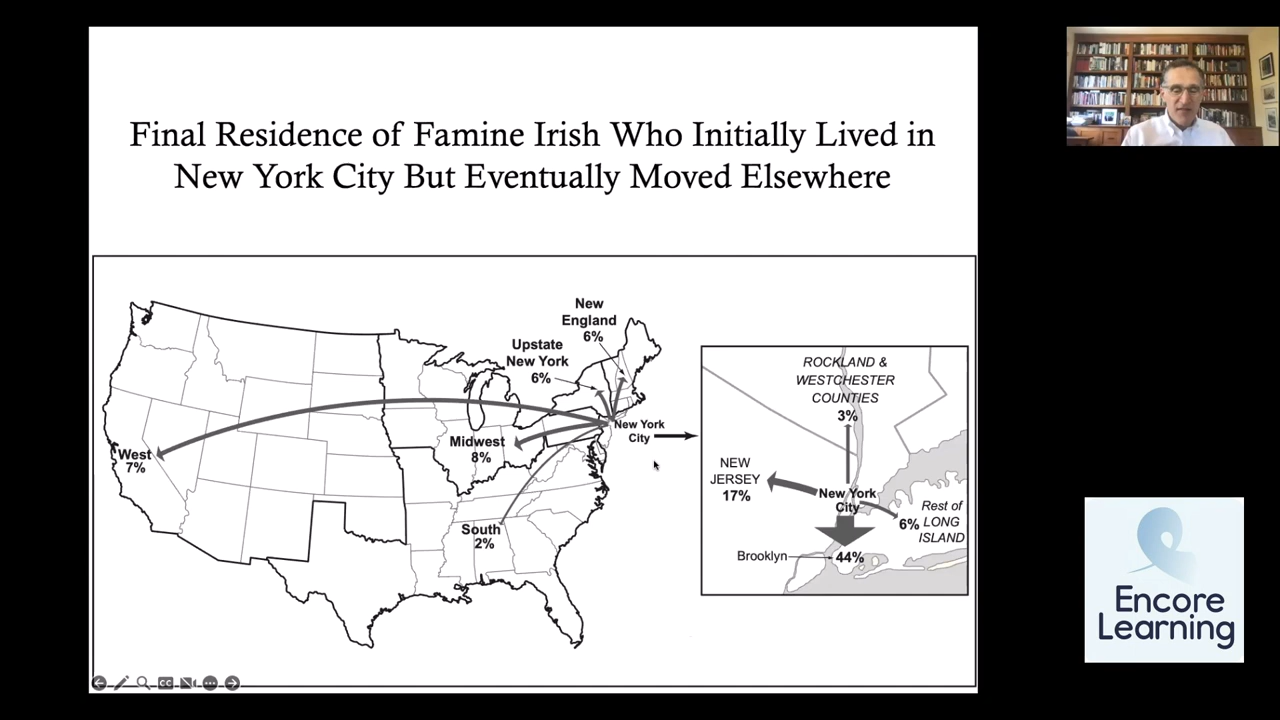 Final Residence of Famine Irish Who Initially Lived in
New York City But Eventually Moved Elsewhere
New
England
6%
Upstate
New York
6%
New York
City
Midwest
8%
West
7%
South
2%
ROCKLAND &
WESTCHESTER
COUNTIES
3%
NEW
JERSEY
17%
New York
City
Rest of
LONG
ISLAND
6%
Brooklyn
44%
CC
Encore
Learning